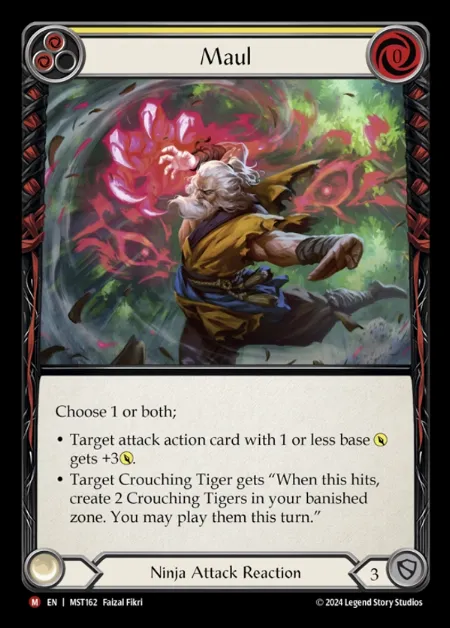 Maul
0
Choose 1 or both;
• Target attack action card with 1 or less base
gets +3.
• Target Crouching Tiger gets “When this hits,
create 2 Crouching Tigers in your banished
zone. You may play them this turn.”
Ninja Attack Reaction
3
M EN | MST162 Faizal Fikri
© 2024 Legend Story Studios